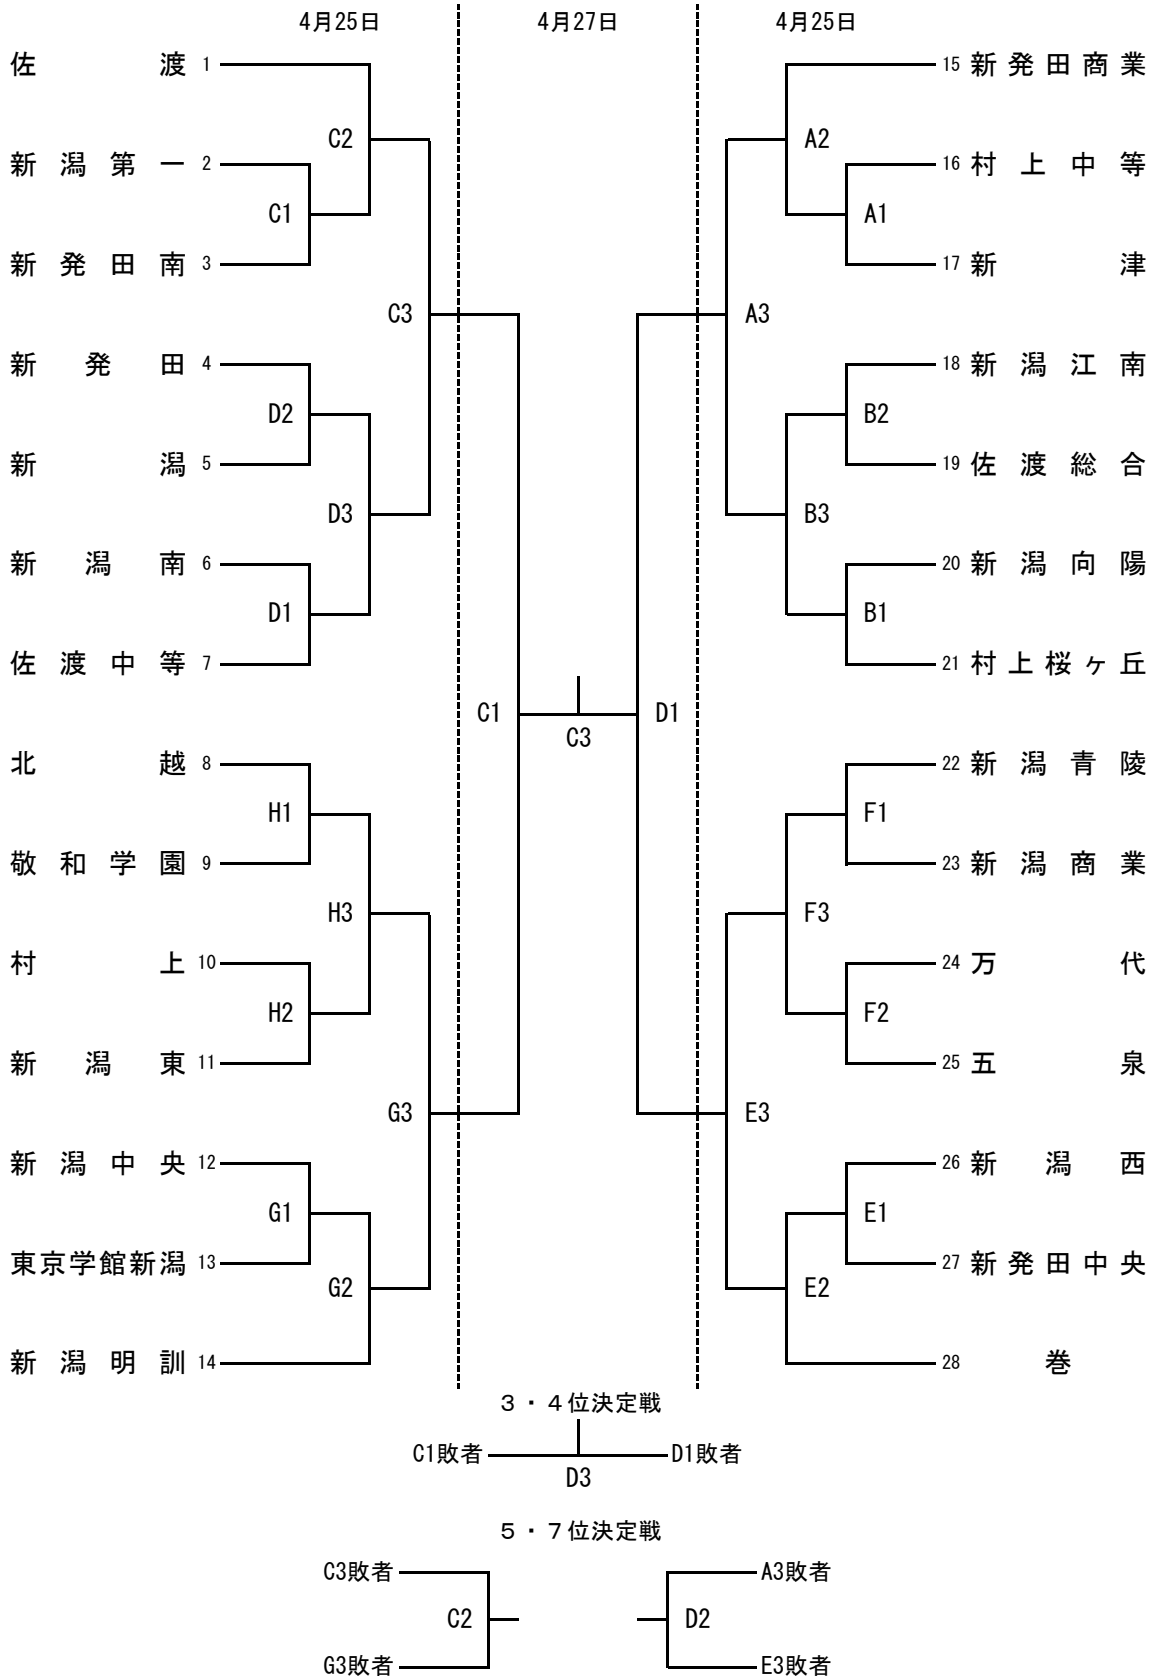 4月25日 4月27日 4月25日
佐渡 1 15 新発田商業
C2 A2
新潟第一 2 16 村上中等
C1 A1
新発田南 3 17 新津
C3 A3
新発田 4 18 新潟江南
D2 B2
新潟 5 19 佐渡総合
D3 B3
新潟南 6 20 新潟向陽
D1 B1
佐渡中等 7 21 村上桜ヶ丘
C1 D1
C3
北越 8 22 新潟青陵
H1 F1
敬和学園 9 23 新潟商業
H3 F3
村上 10 24 万代
H2 F2
新潟東 11 25 五泉
G3 E3
新潟中央 12 26 新潟西
G1 E1
東京学館新潟 13 27 新発田中央
G2 E2
新潟明訓 14 28 巻
3・4位決定戦
C1敗者 D1敗者
D3
5・7位決定戦
C3敗者 A3敗者
C2 D2
G3敗者 E3敗者